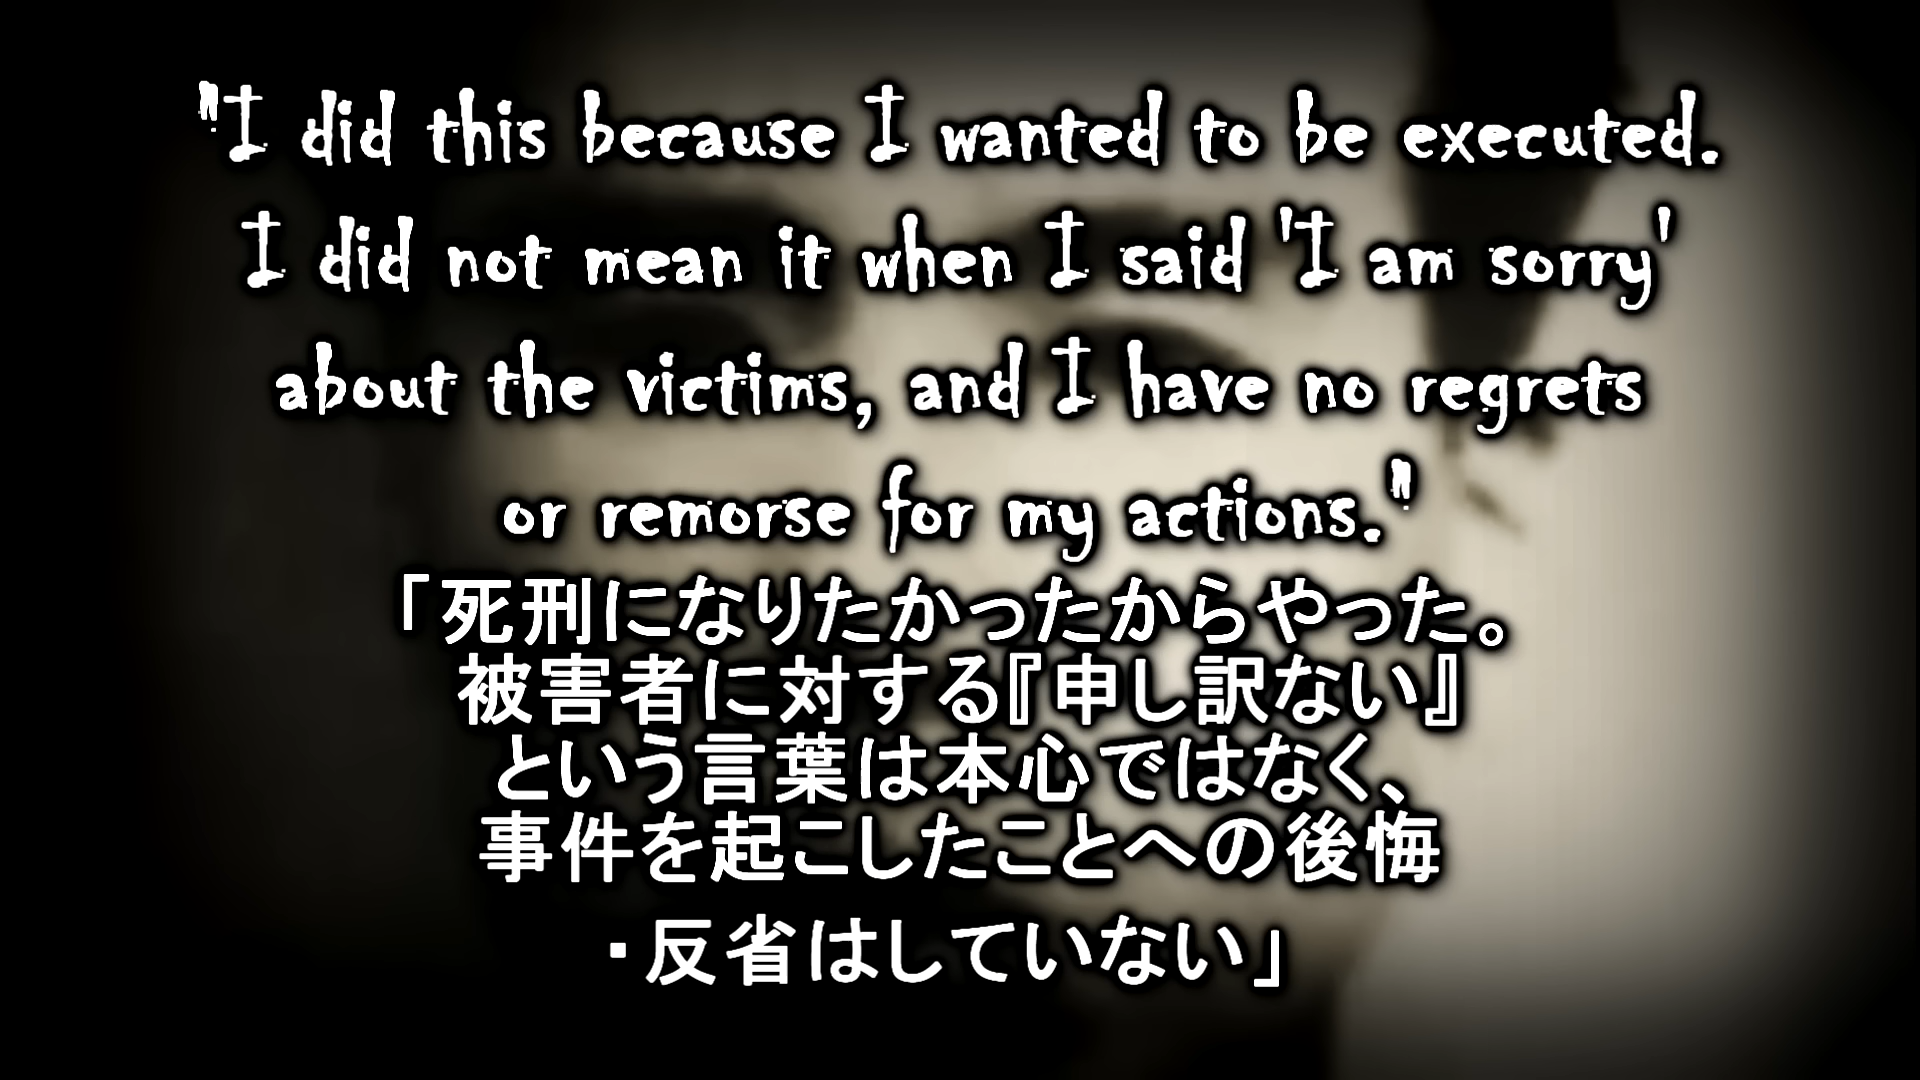 "I did this because I wanted to be executed.
I did not mean it when I said 'I am sorry'
about the victims, and I have no regrets
or remorse for my actions."
「死刑になりたかったからやった。
被害者に対する『申し訳ない』
という言葉は本心ではなく、
事件を起こしたことへの後悔
・反省はしていない」